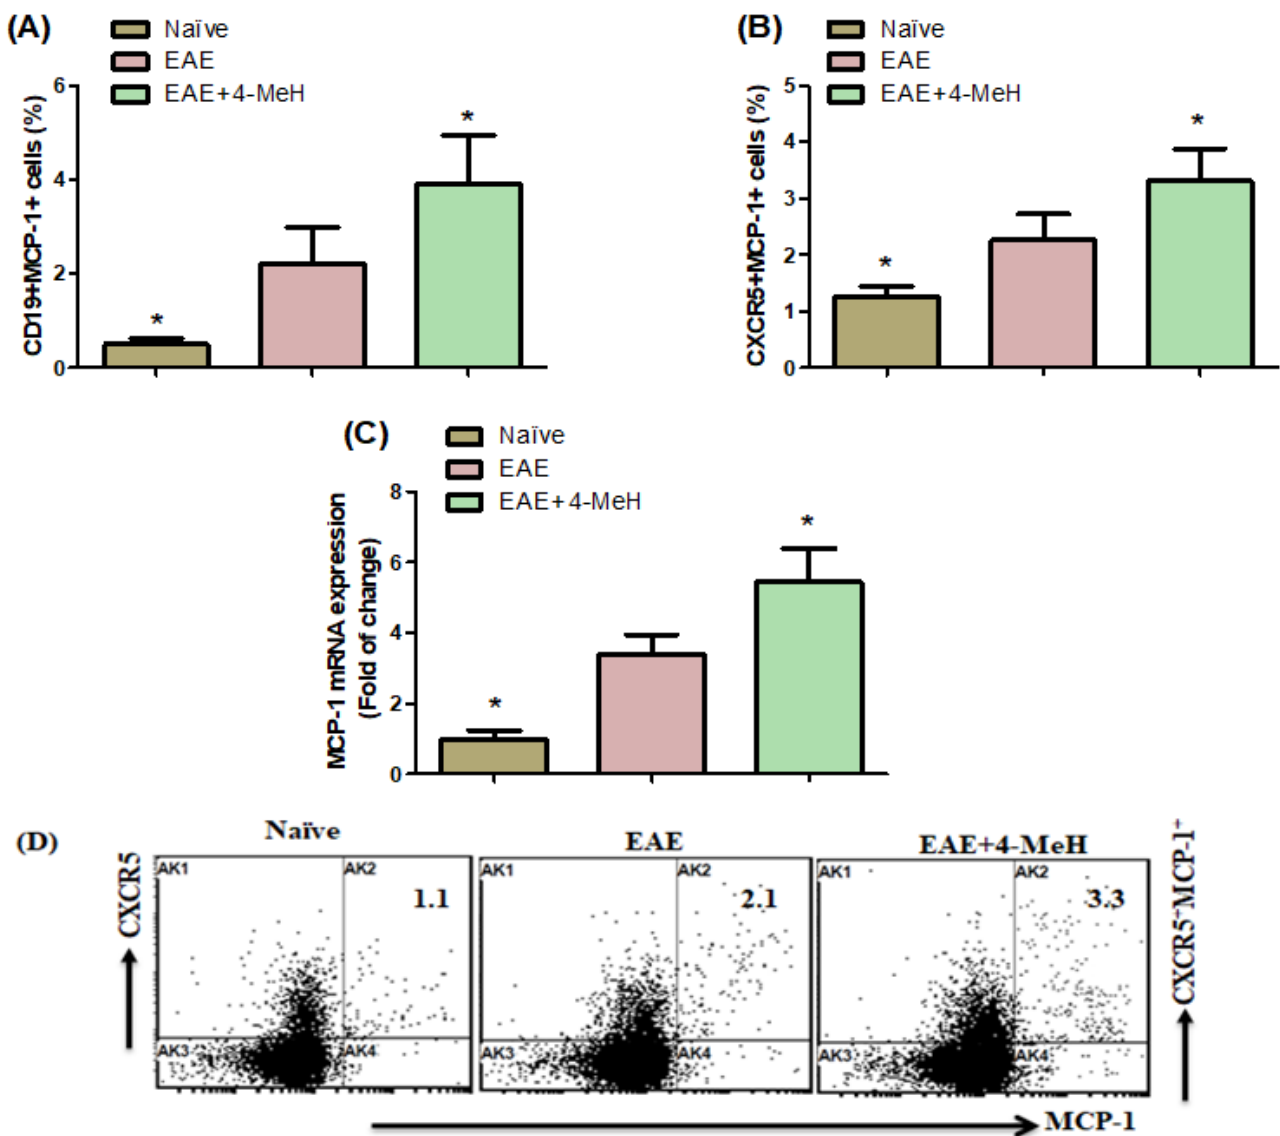 (A)
Naïve
EAE
EAE+4-MeH
CD19+MCP-1+ cells (%)
6
4
2
0
*
*
(B)
Naïve
EAE
EAE+4-MeH
CXCR5+MCP-1+ cells (%)
5
4
3
2
1
0
*
*
(C)
Naïve
EAE
EAE+4-MeH
MCP-1 mRNA expression
(Fold of change)
8
6
4
2
0
*
*
(D)
Naïve
EAE
EAE+4-MeH
CXCR5
AK1
AK2
1.1
AK3
AK4
AK1
AK2
2.1
AK3
AK4
AK1
AK2
3.3
AK3
AK4
CXCR5+MCP-1+
MCP-1